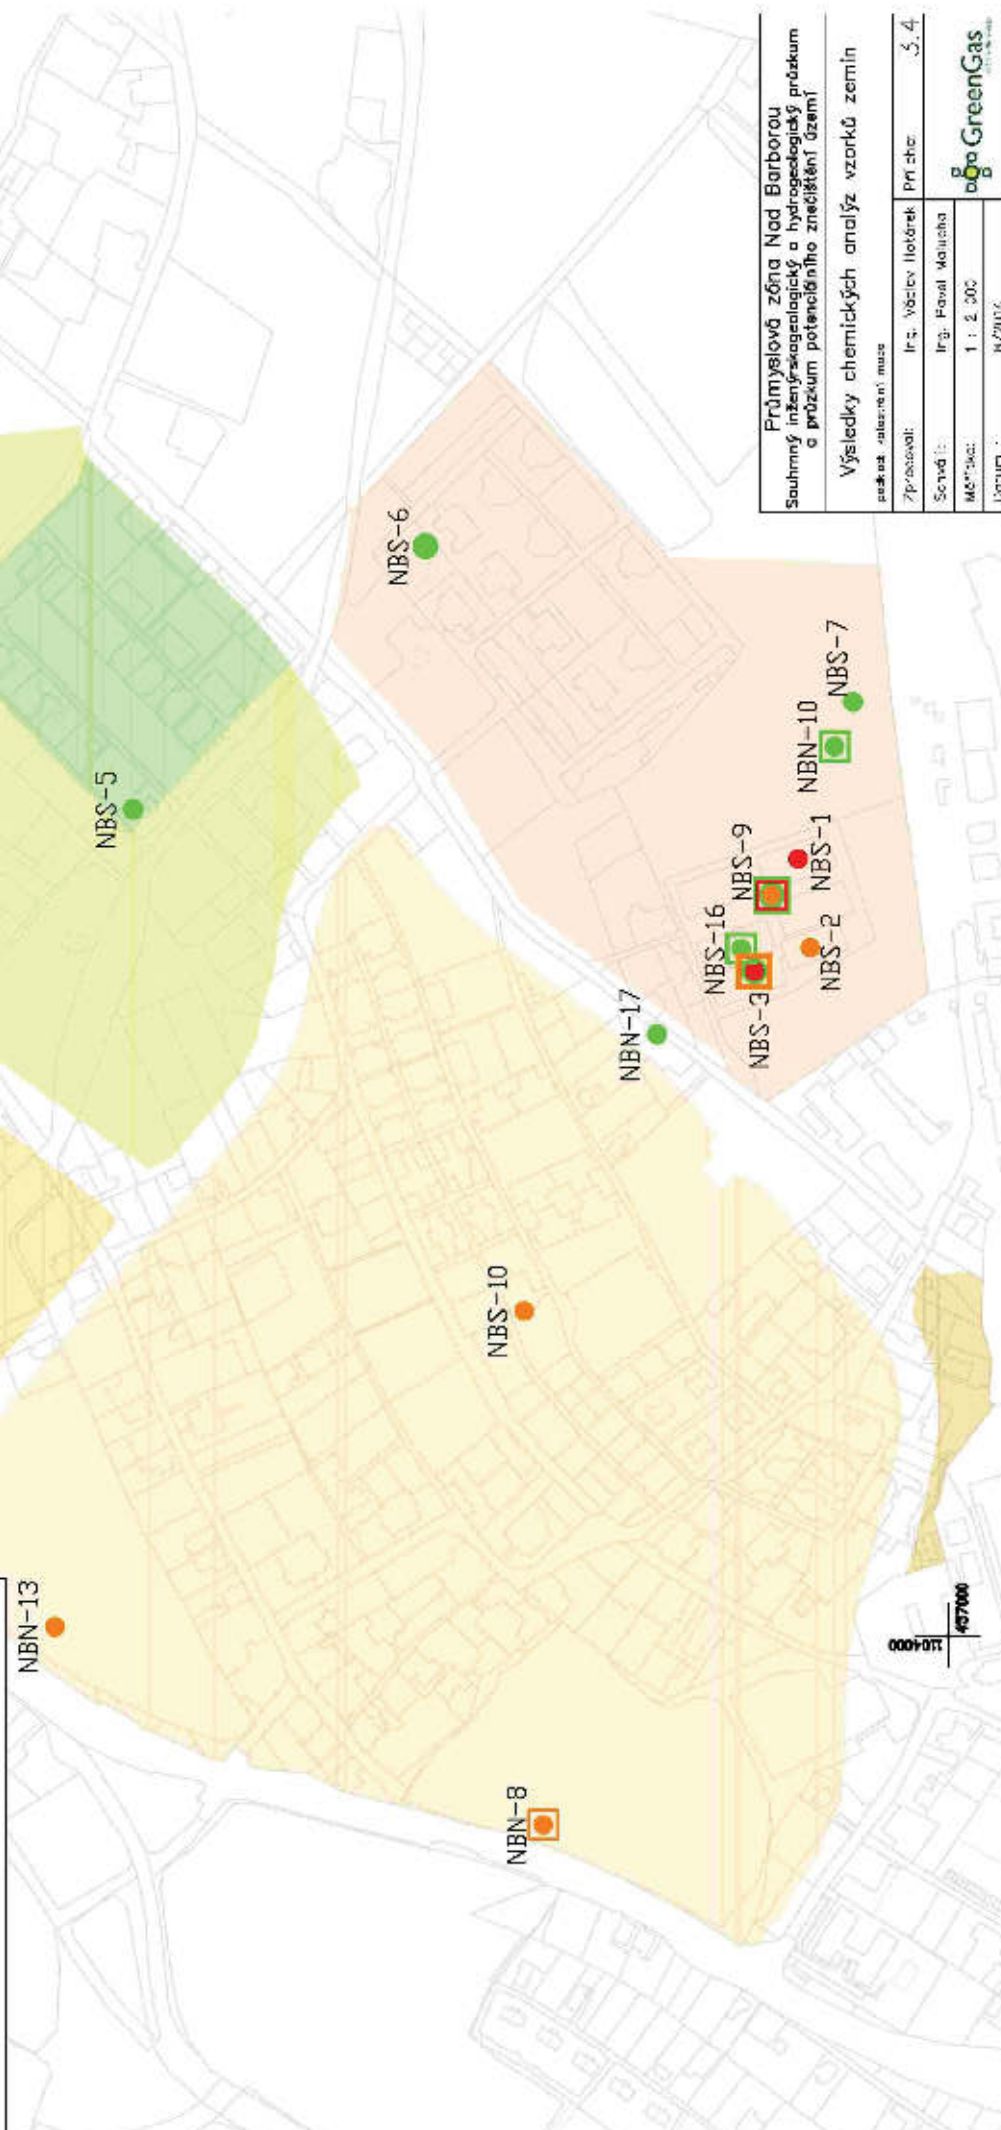 NBN-13
NBS-5
NBS-6
NBN-8
NBS-10
NBN-17
NBS-16
NBS-9
NBS-3
NBS-2
NBS-1
NBN-10
NBS-7
1104000
457000
Průmyslová zóna Nad Barborou
Souhrnný inženýrskogeologický a hydrogeologický průzkum
a průzkum potenciálního znečištění území
Výsledky chemických analýz vzorků zemin
Zpracoval: Ing. Václav Hotárek
Schválil: Ing. Pavel Malucha
Měřítko: 1 : 2 000
Datum :
3.4
GreenGas